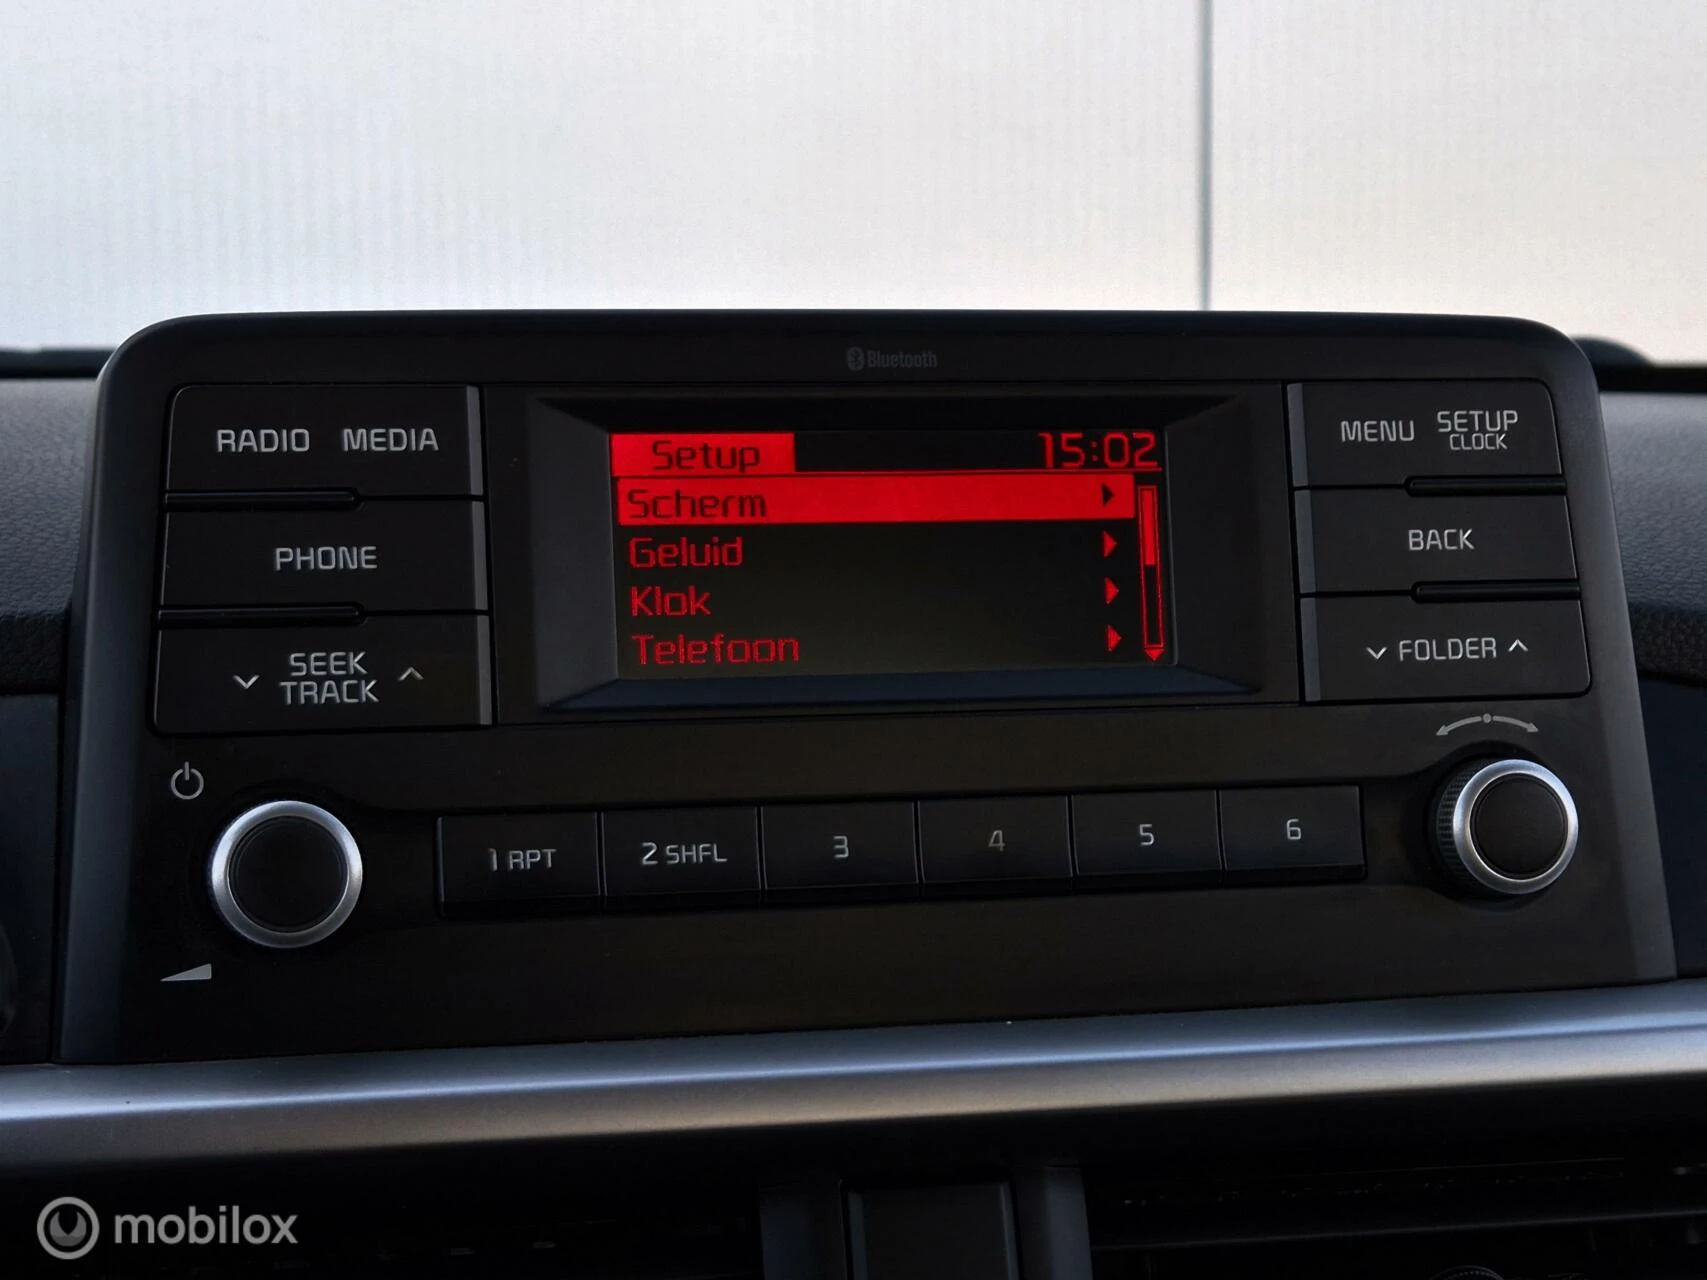 Bluetooth
RADIO MEDIA
PHONE
SEEK
TRACK
Setup 15:02
Scherm
Geluid
Klok
Telefoon
MENU SETUP
CLOCK
BACK
FOLDER
1 RPT 2 SHFL 3 4 5 6
mobilox